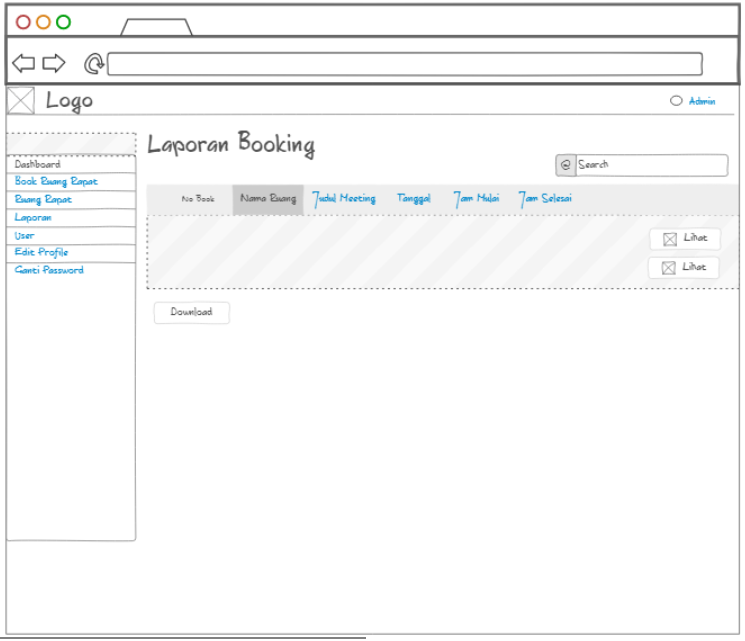 Logo
Admin
Laporan Booking
@ Search
Dashboard
Book Ruang Rapat
Ruang Rapat
Laporan
User
Edit Profile
Ganti Password
No Book Nama Ruang Judul Meeting Tanggal Jam Mulai Jam Selesai
Lihat
Lihat
Download